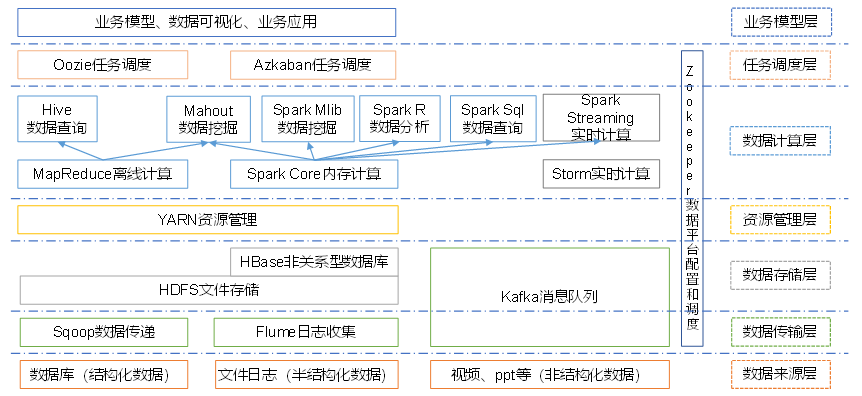 业务模型、数据可视化、业务应用
业务模型层
Oozie任务调度
Azkaban任务调度
任务调度层
Hive
数据查询
Mahout
数据挖掘
Spark Mlib
数据挖掘
Spark R
数据分析
Spark Sql
数据查询
Spark
Streaming
实时计算
数据计算层
MapReduce离线计算
Spark Core内存计算
Storm实时计算
Zookeeper数据平台配置和调度
YARN资源管理
资源管理层
HBase非关系型数据库
HDFS文件存储
Kafka消息队列
数据存储层
Sqoop数据传递
Flume日志收集
数据传输层
数据库（结构化数据）
文件日志（半结构化数据）
视频、ppt等（非结构化数据）
数据来源层